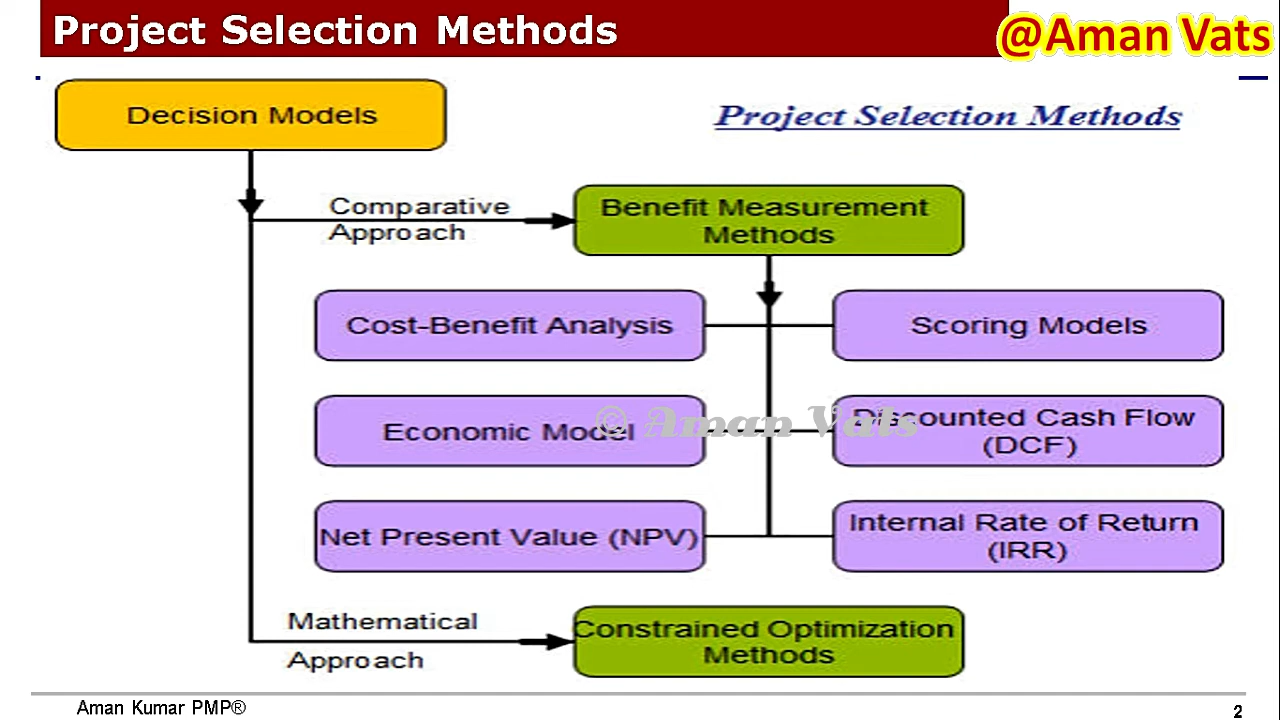 Project Selection Methods
@Aman Vats
Decision Models
Project Selection Methods
Comparative
Approach
Benefit Measurement
Methods
Cost-Benefit Analysis
Scoring Models
Economic Model
© Aman Vats
Discounted Cash Flow
(DCF)
Net Present Value (NPV)
Internal Rate of Return
(IRR)
Mathematical
Approach
Constrained Optimization
Methods
Aman Kumar PMP®
2